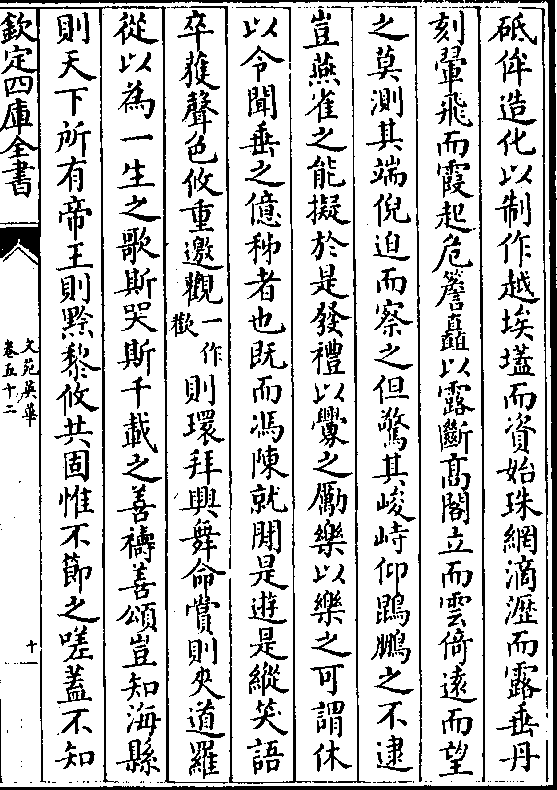 砥侔造化以制作越埃壒而資始珠網滴瀝而露垂丹
刻翬飛而霞起危簷矗以露斷髙閣立而雲倚遠而望
之莫測其端倪迫而察之但驚其峻峙仰鵾鵬之不逮
豈燕雀之能擬於是發禮以釁之勵樂以樂之可謂休
以令聞垂之億秭者也既而馮陳就閈是遊是縱笑語
卒獲聲色攸重邀觀一作歡則環拜興舞命賞則夾道羅
從以為一生之歌斯哭斯千載之善禱善頌豈知海縣
則天下所有帝王則黔黎攸共固惟不節之嗟蓋不知
欽定四庫全書
文苑英華
卷五十二
十